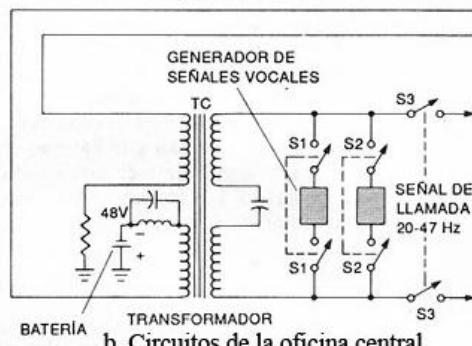 GENERADOR DE
SEÑALES VOCALES
TC
S1
S2
S3
48V
−
+
SEÑAL DE
LLAMADA
20-47 Hz
S1
S2
S3
BATERÍA
TRANSFORMADOR
b. Circuitos de la oficina central